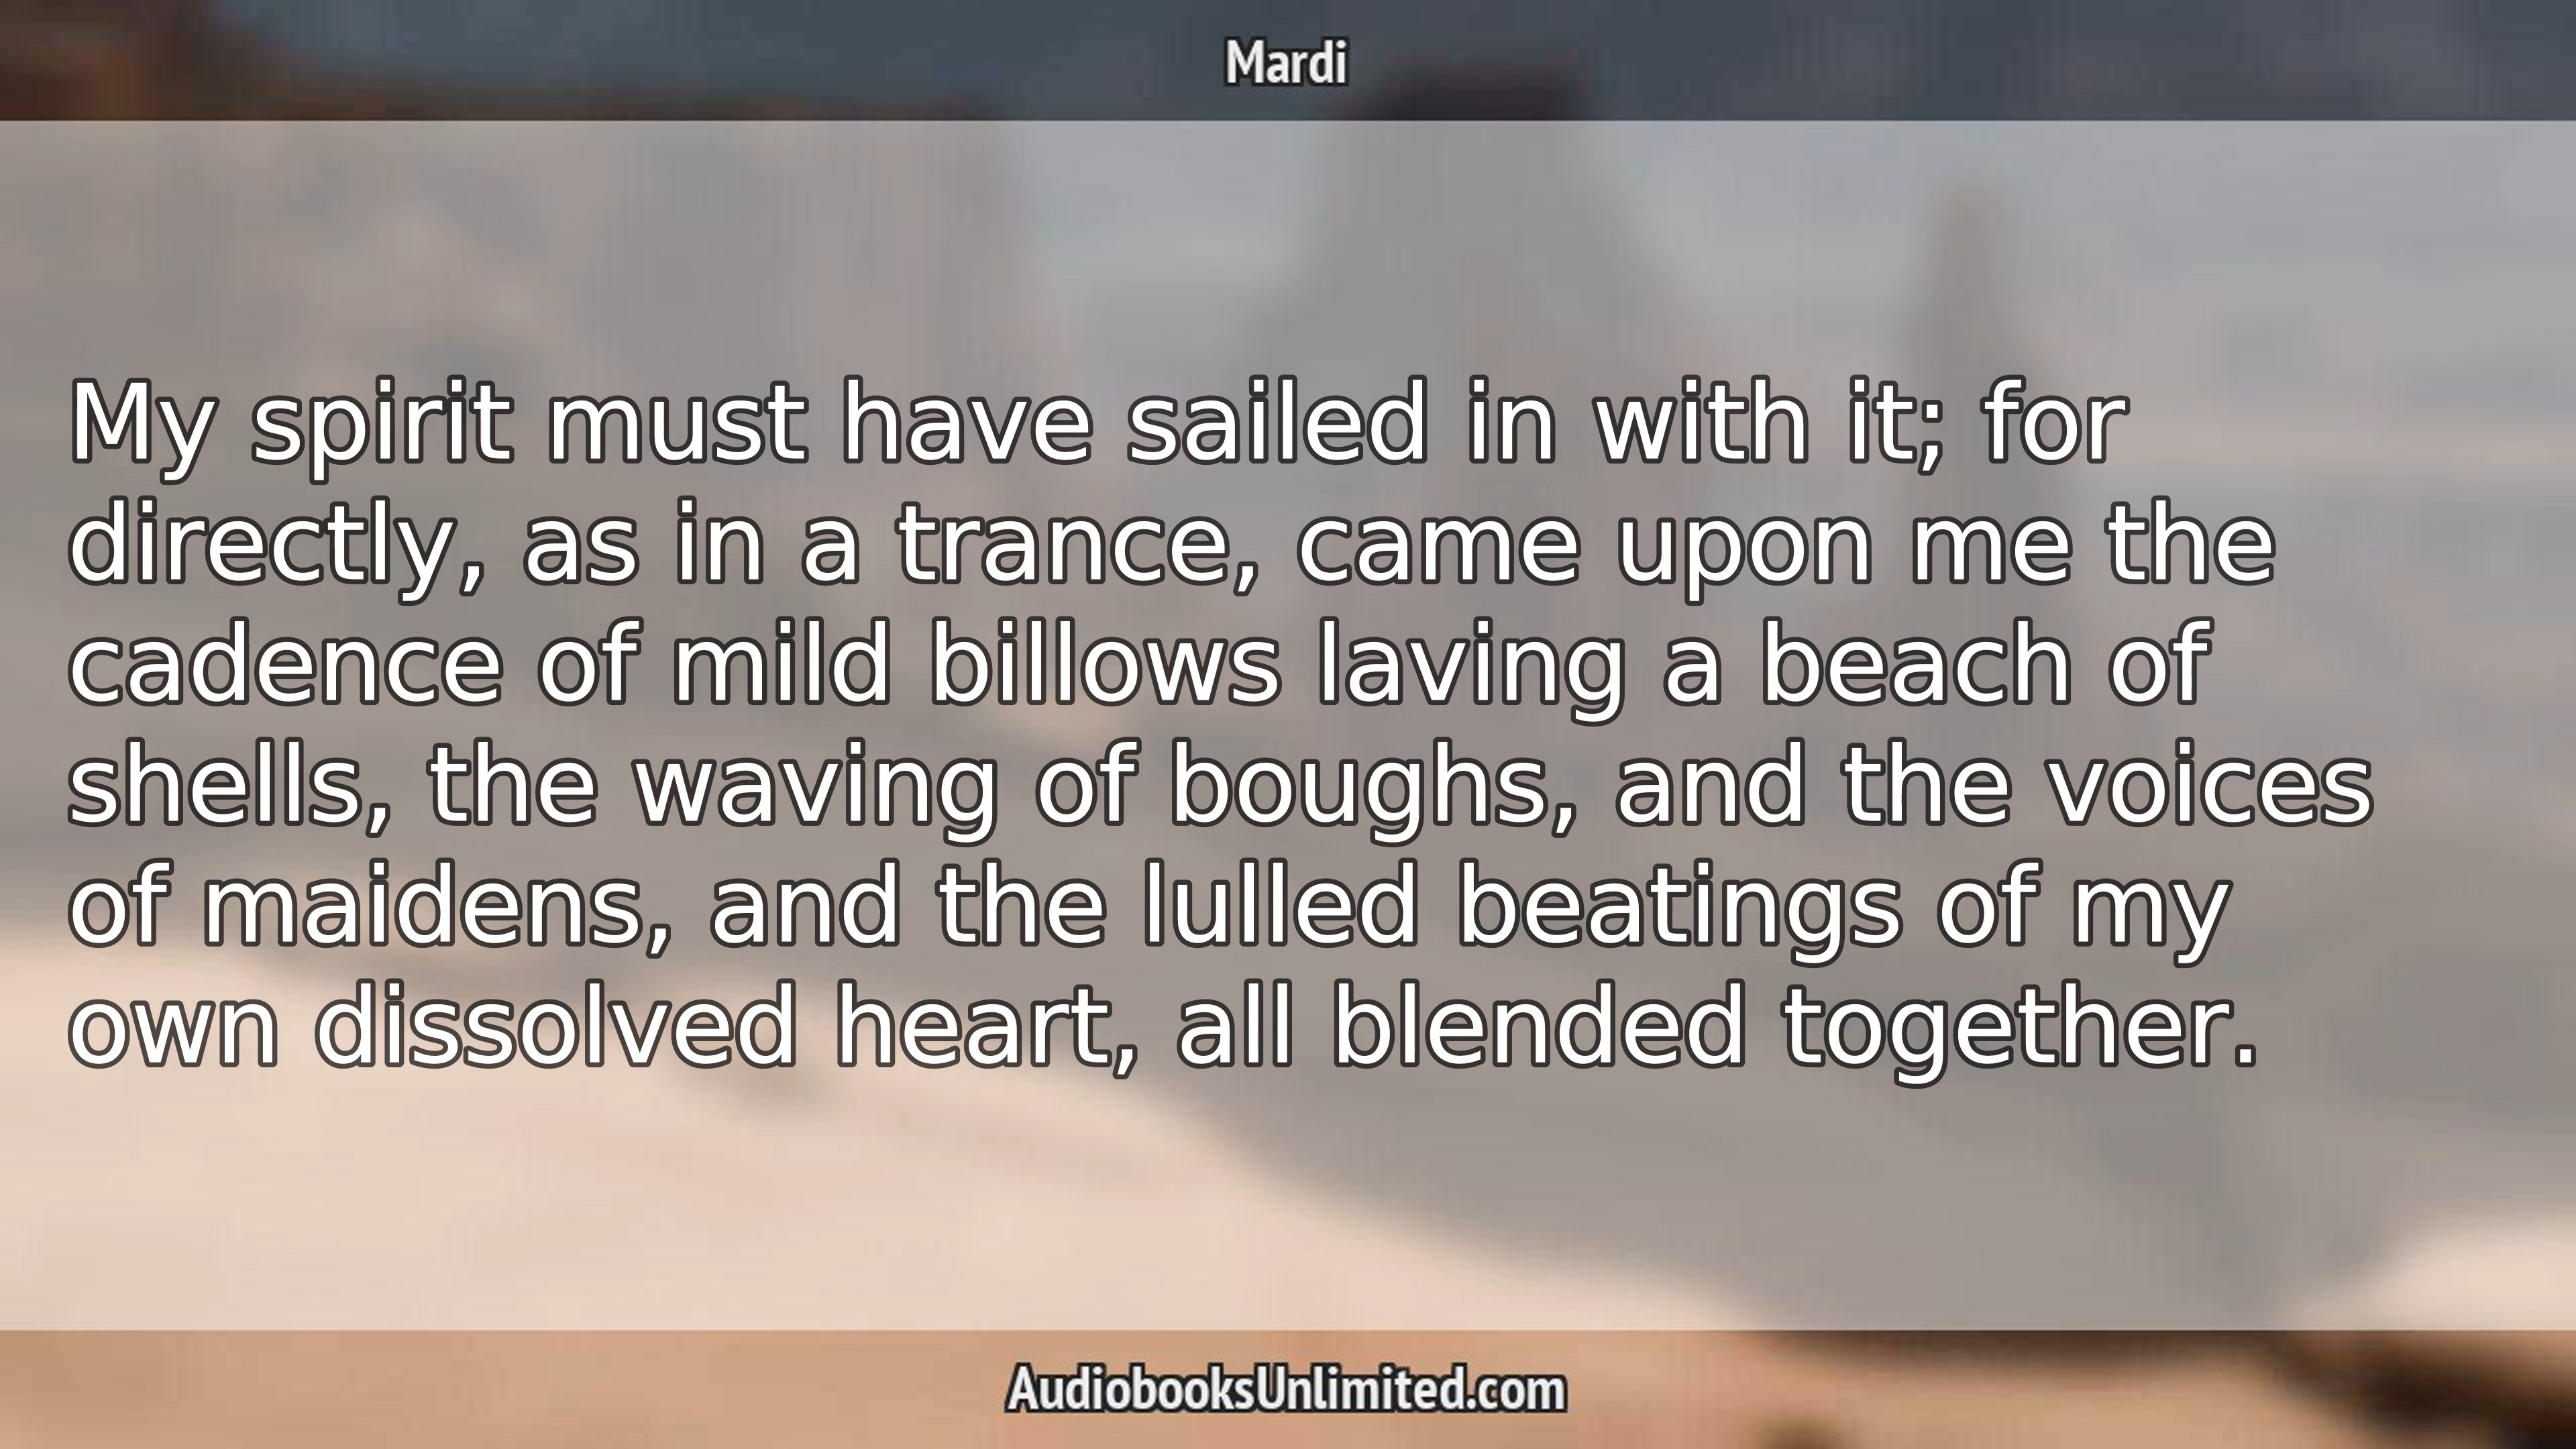 Mardi
My spirit must have sailed in with it; for
directly, as in a trance, came upon me the
cadence of mild billows laving a beach of
shells, the waving of boughs, and the voices
of maidens, and the lulled beatings of my
own dissolved heart, all blended together.
AudiobooksUnlimited.com